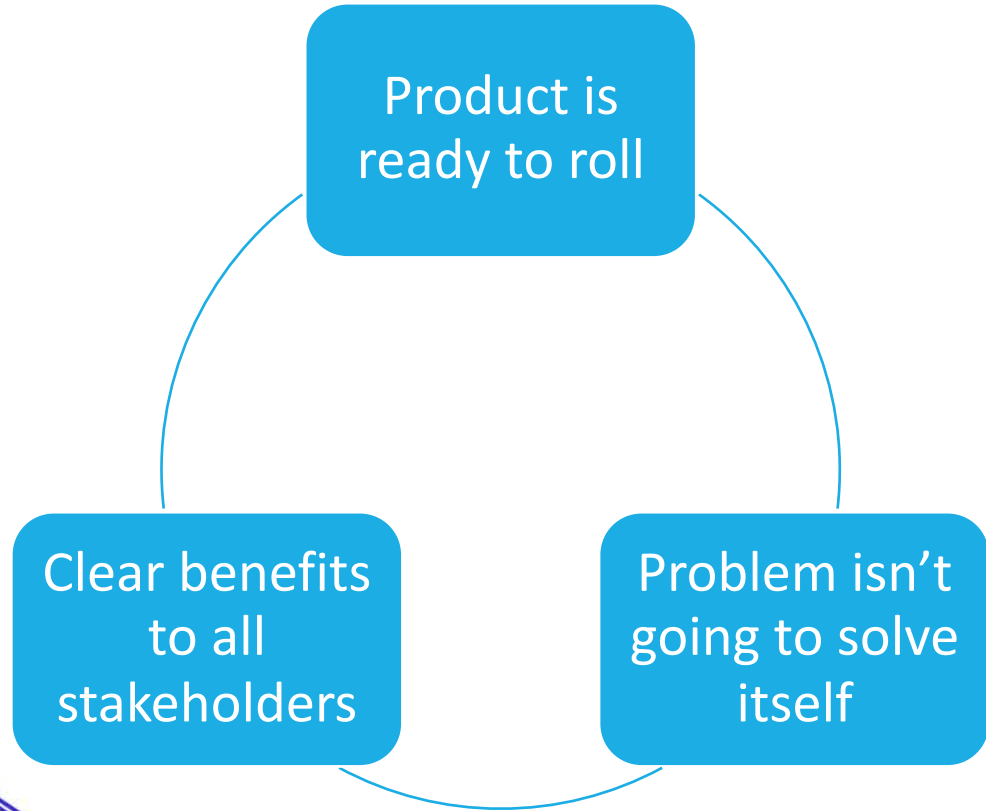 Product is
ready to roll
Clear benefits
to all
stakeholders
Problem isn’t
going to solve
itself